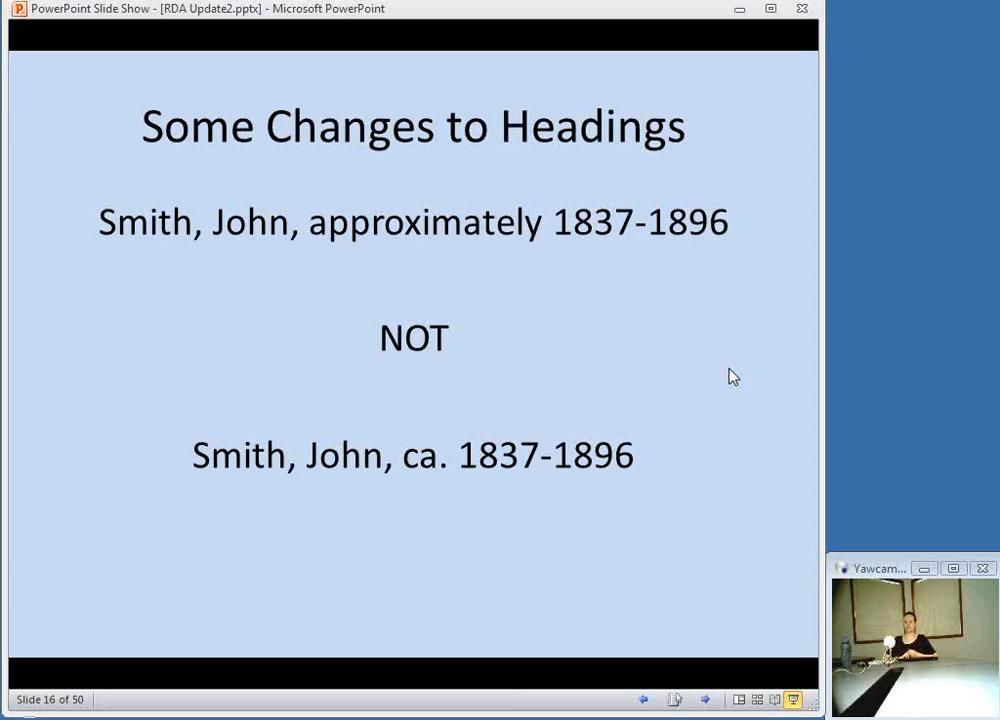 PowerPoint Slide Show - [RDA Update2.pptx] - Microsoft PowerPoint
Some Changes to Headings
Smith, John, approximately 1837-1896
NOT
Smith, John, ca. 1837-1896
Yawcam...
Slide 16 of 50